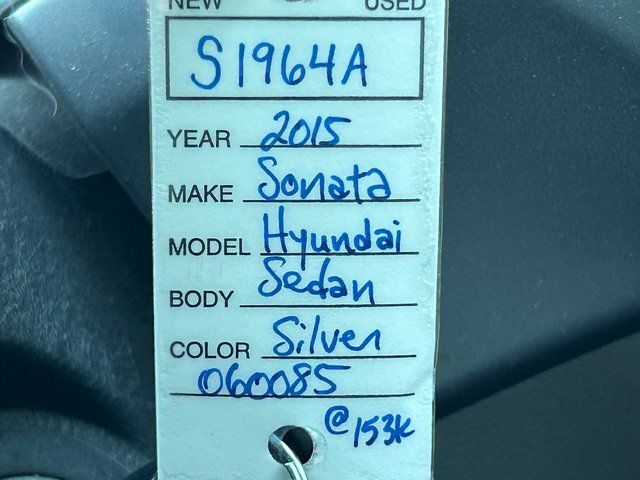 NEW USED
S1964A
YEAR 2015
MAKE Sonata
MODEL Hyundai
BODY Sedan
COLOR Silver
060085
@153K